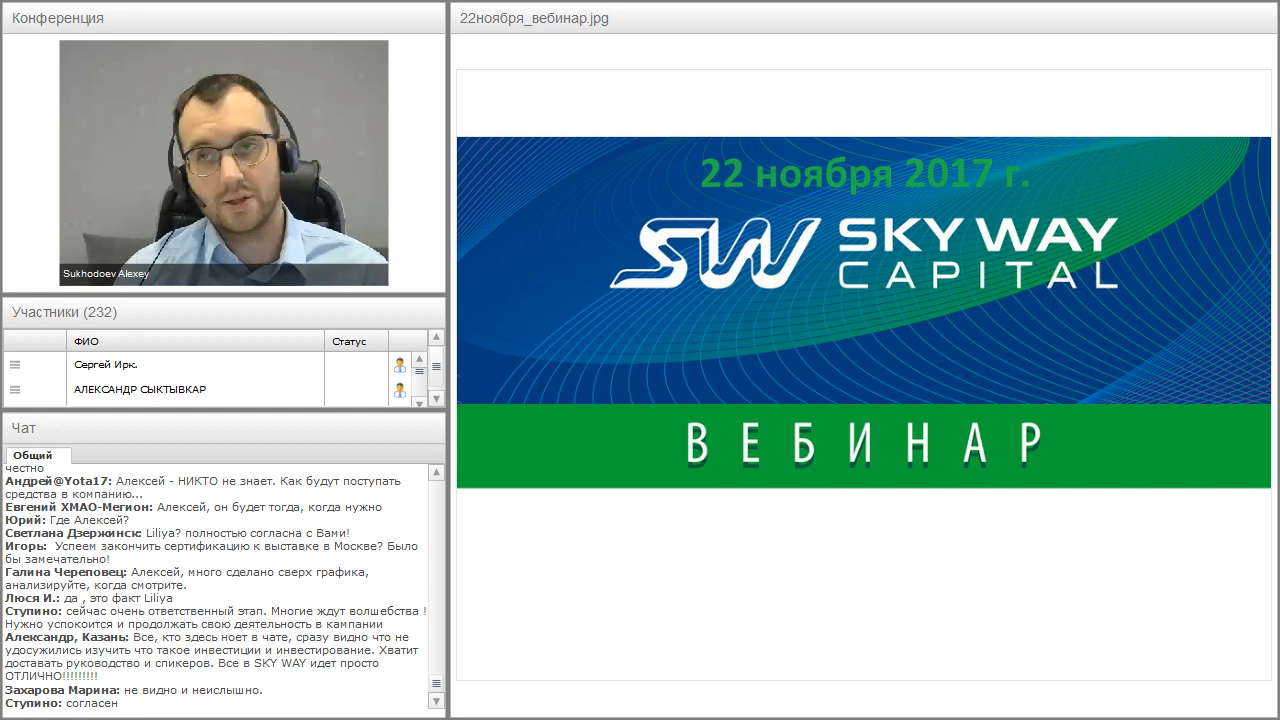 Конференция
Sukhodoev Alexey
Участники (232)
ФИО
Статус
Сергей Ирк.
АЛЕКСАНДР СЫКТЫВКАР
Чат
Общий
честно
Андрей@Yota17: Алексей - НИКТО не знает. Как будут поступать
средства в компанию...
Евгений ХМАО-Мегион: Алексей, он будет тогда, когда нужно
Юрий: Где Алексей?
Светлана Дзержинск: Liliya? полностью согласна с Вами!
Игорь: Успеем закончить сертификацию к выставке в Москве? Было
бы замечательно!
Галина Череповец: Алексей, много сделано сверх графика,
анализируйте, когда смотрите.
Люся И.: да , это факт Liliya
Ступино: сейчас очень ответственный этап. Многие ждут волшебства !
Нужно успокоится и продолжать свою деятельность в кампании
Александр, Казань: Все, кто здесь ноет в чате, сразу видно что не
удосужились изучить что такое инвестиции и инвестирование. Хватит
доставать руководство и спикеров. Все в SKY WAY идет просто
ОТЛИЧНО!!!!!!!!!
Захарова Марина: не видно и неислышно.
Ступино: согласен
22ноября_вебинар.jpg
22 ноября 2017 г.
SW SKY WAY
CAPITAL
ВЕБИНАР